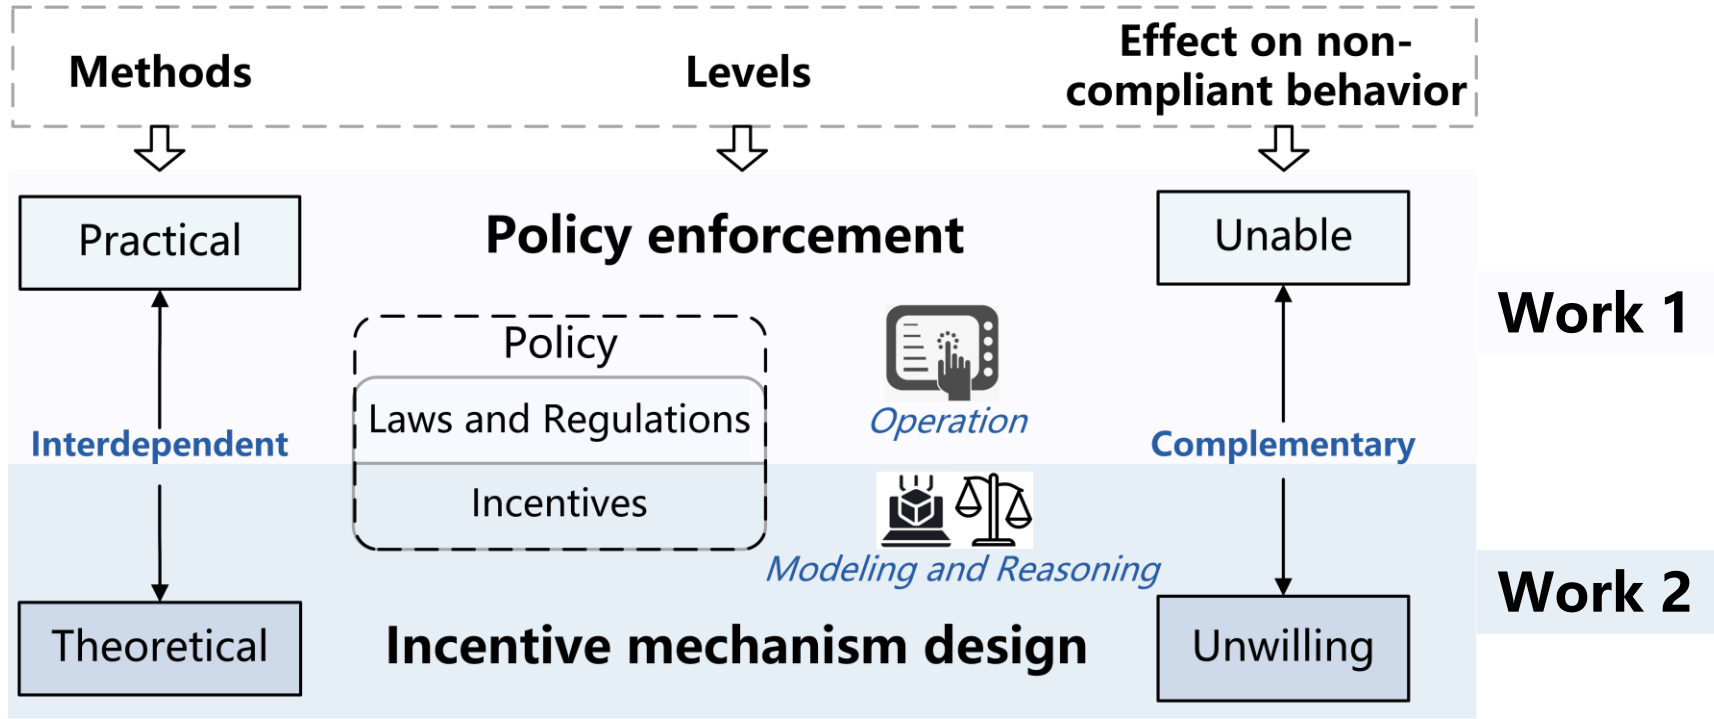 Methods
Levels
Effect on non-
compliant behavior
Practical
Policy enforcement
Unable
Work 1
Policy
Laws and Regulations
Operation
Interdependent
Complementary
Incentives
Modeling and Reasoning
Work 2
Theoretical
Incentive mechanism design
Unwilling